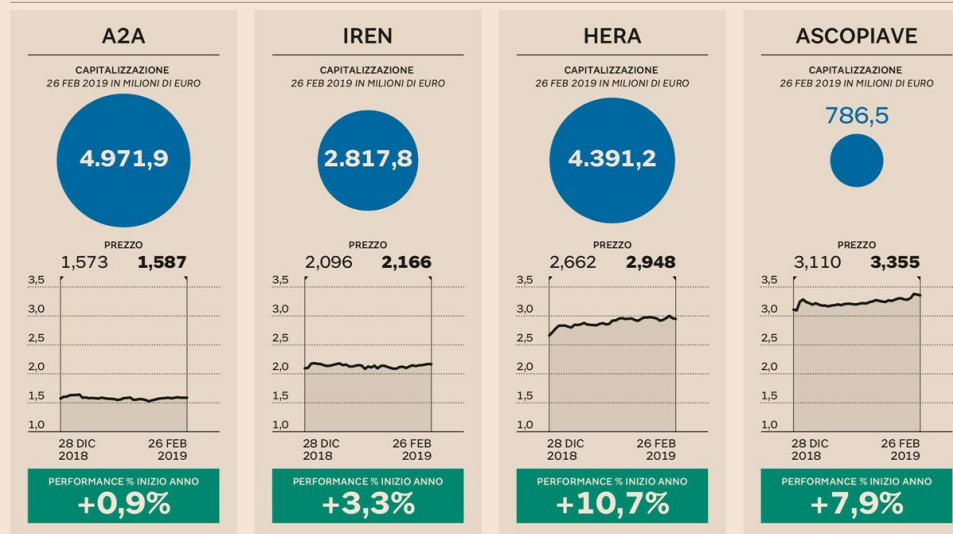 A2A
CAPITALIZZAZIONE
26 FEB 2019 IN MILIONI DI EURO
4.971,9
PREZZO
1,573 1,587
3,5
3,0
2,5
2,0
1,5
1,0
28 DIC 2018
26 FEB 2019
PERFORMANCE % INIZIO ANNO
+0,9%
IREN
CAPITALIZZAZIONE
26 FEB 2019 IN MILIONI DI EURO
2.817,8
PREZZO
2,096 2,166
3,5
3,0
2,5
2,0
1,5
1,0
28 DIC 2018
26 FEB 2019
PERFORMANCE % INIZIO ANNO
+3,3%
HERA
CAPITALIZZAZIONE
26 FEB 2019 IN MILIONI DI EURO
4.391,2
PREZZO
2,662 2,948
3,5
3,0
2,5
2,0
1,5
1,0
28 DIC 2018
26 FEB 2019
PERFORMANCE % INIZIO ANNO
+10,7%
ASCOPIAVE
CAPITALIZZAZIONE
26 FEB 2019 IN MILIONI DI EURO
786,5
PREZZO
3,110 3,355
3,5
3,0
2,5
2,0
1,5
1,0
28 DIC 2018
26 FEB 2019
PERFORMANCE % INIZIO ANNO
+7,9%